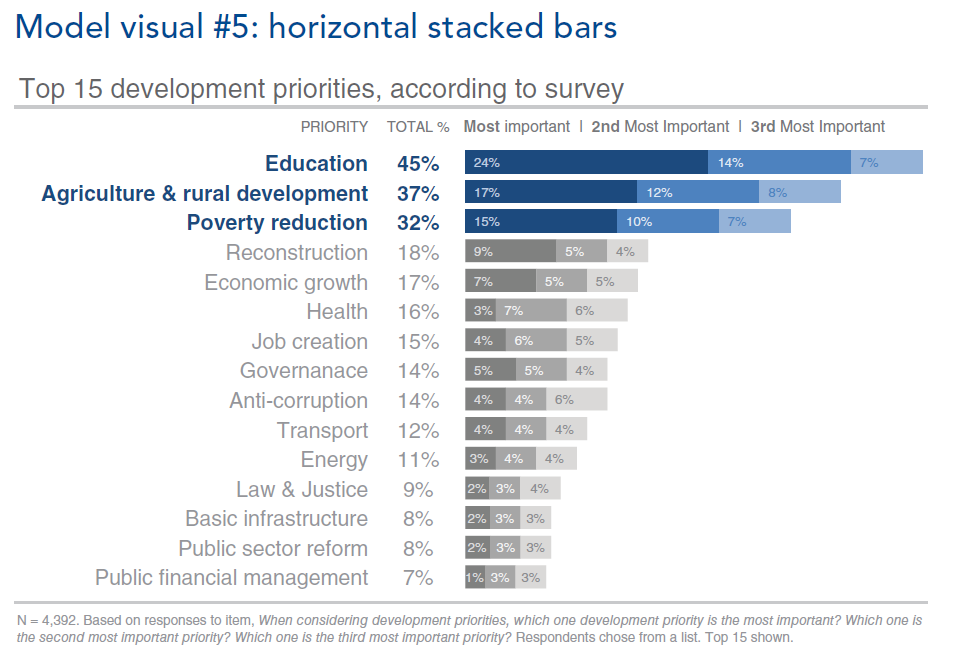 Model visual #5: horizontal stacked bars
Top 15 development priorities, according to survey
PRIORITY TOTAL % Most important | 2nd Most Important | 3rd Most Important
Education 45% 24% 14% 7%
Agriculture & rural development 37% 17% 12% 8%
Poverty reduction 32% 15% 10% 7%
Reconstruction 18% 9% 5% 4%
Economic growth 17% 7% 5% 5%
Health 16% 3% 7% 6%
Job creation 15% 4% 6% 5%
Governanace 14% 5% 5% 4%
Anti-corruption 14% 4% 4% 6%
Transport 12% 4% 4% 4%
Energy 11% 3% 4% 4%
Law & Justice 9% 2% 3% 4%
Basic infrastructure 8% 2% 3% 3%
Public sector reform 8% 2% 3% 3%
Public financial management 7% 1% 3% 3%
N = 4,392. Based on responses to item, When considering development priorities, which one development priority is the most important? Which one is
the second most important priority? Which one is the third most important priority? Respondents chose from a list. Top 15 shown.